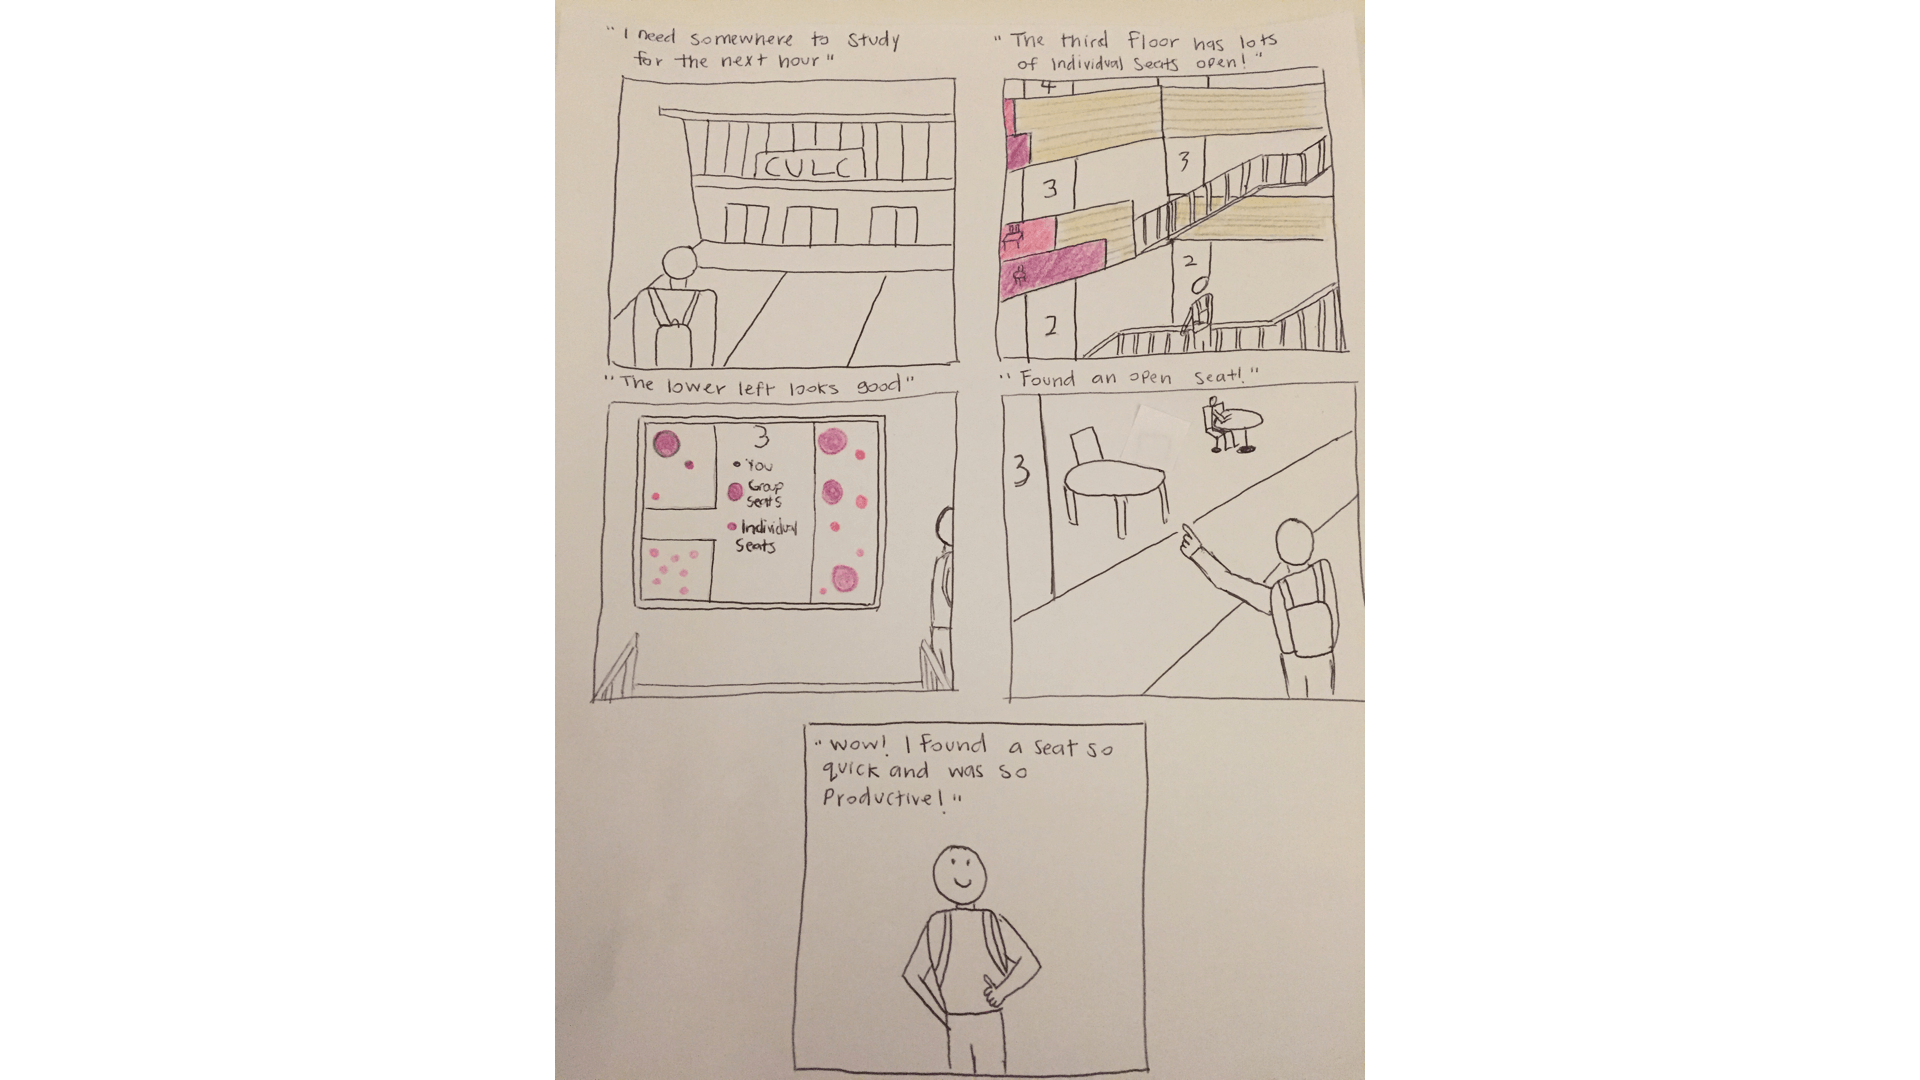 "I need somewhere to study
for the next hour"
CULC
"The third floor has lots
of individual seats open!"
4
3
3
2
2
"The lower left looks good"
3
You
Group
Seats
Individual
Seats
"Found an open seat!"
3
"Wow! I found a seat so
quick and was so
Productive!"